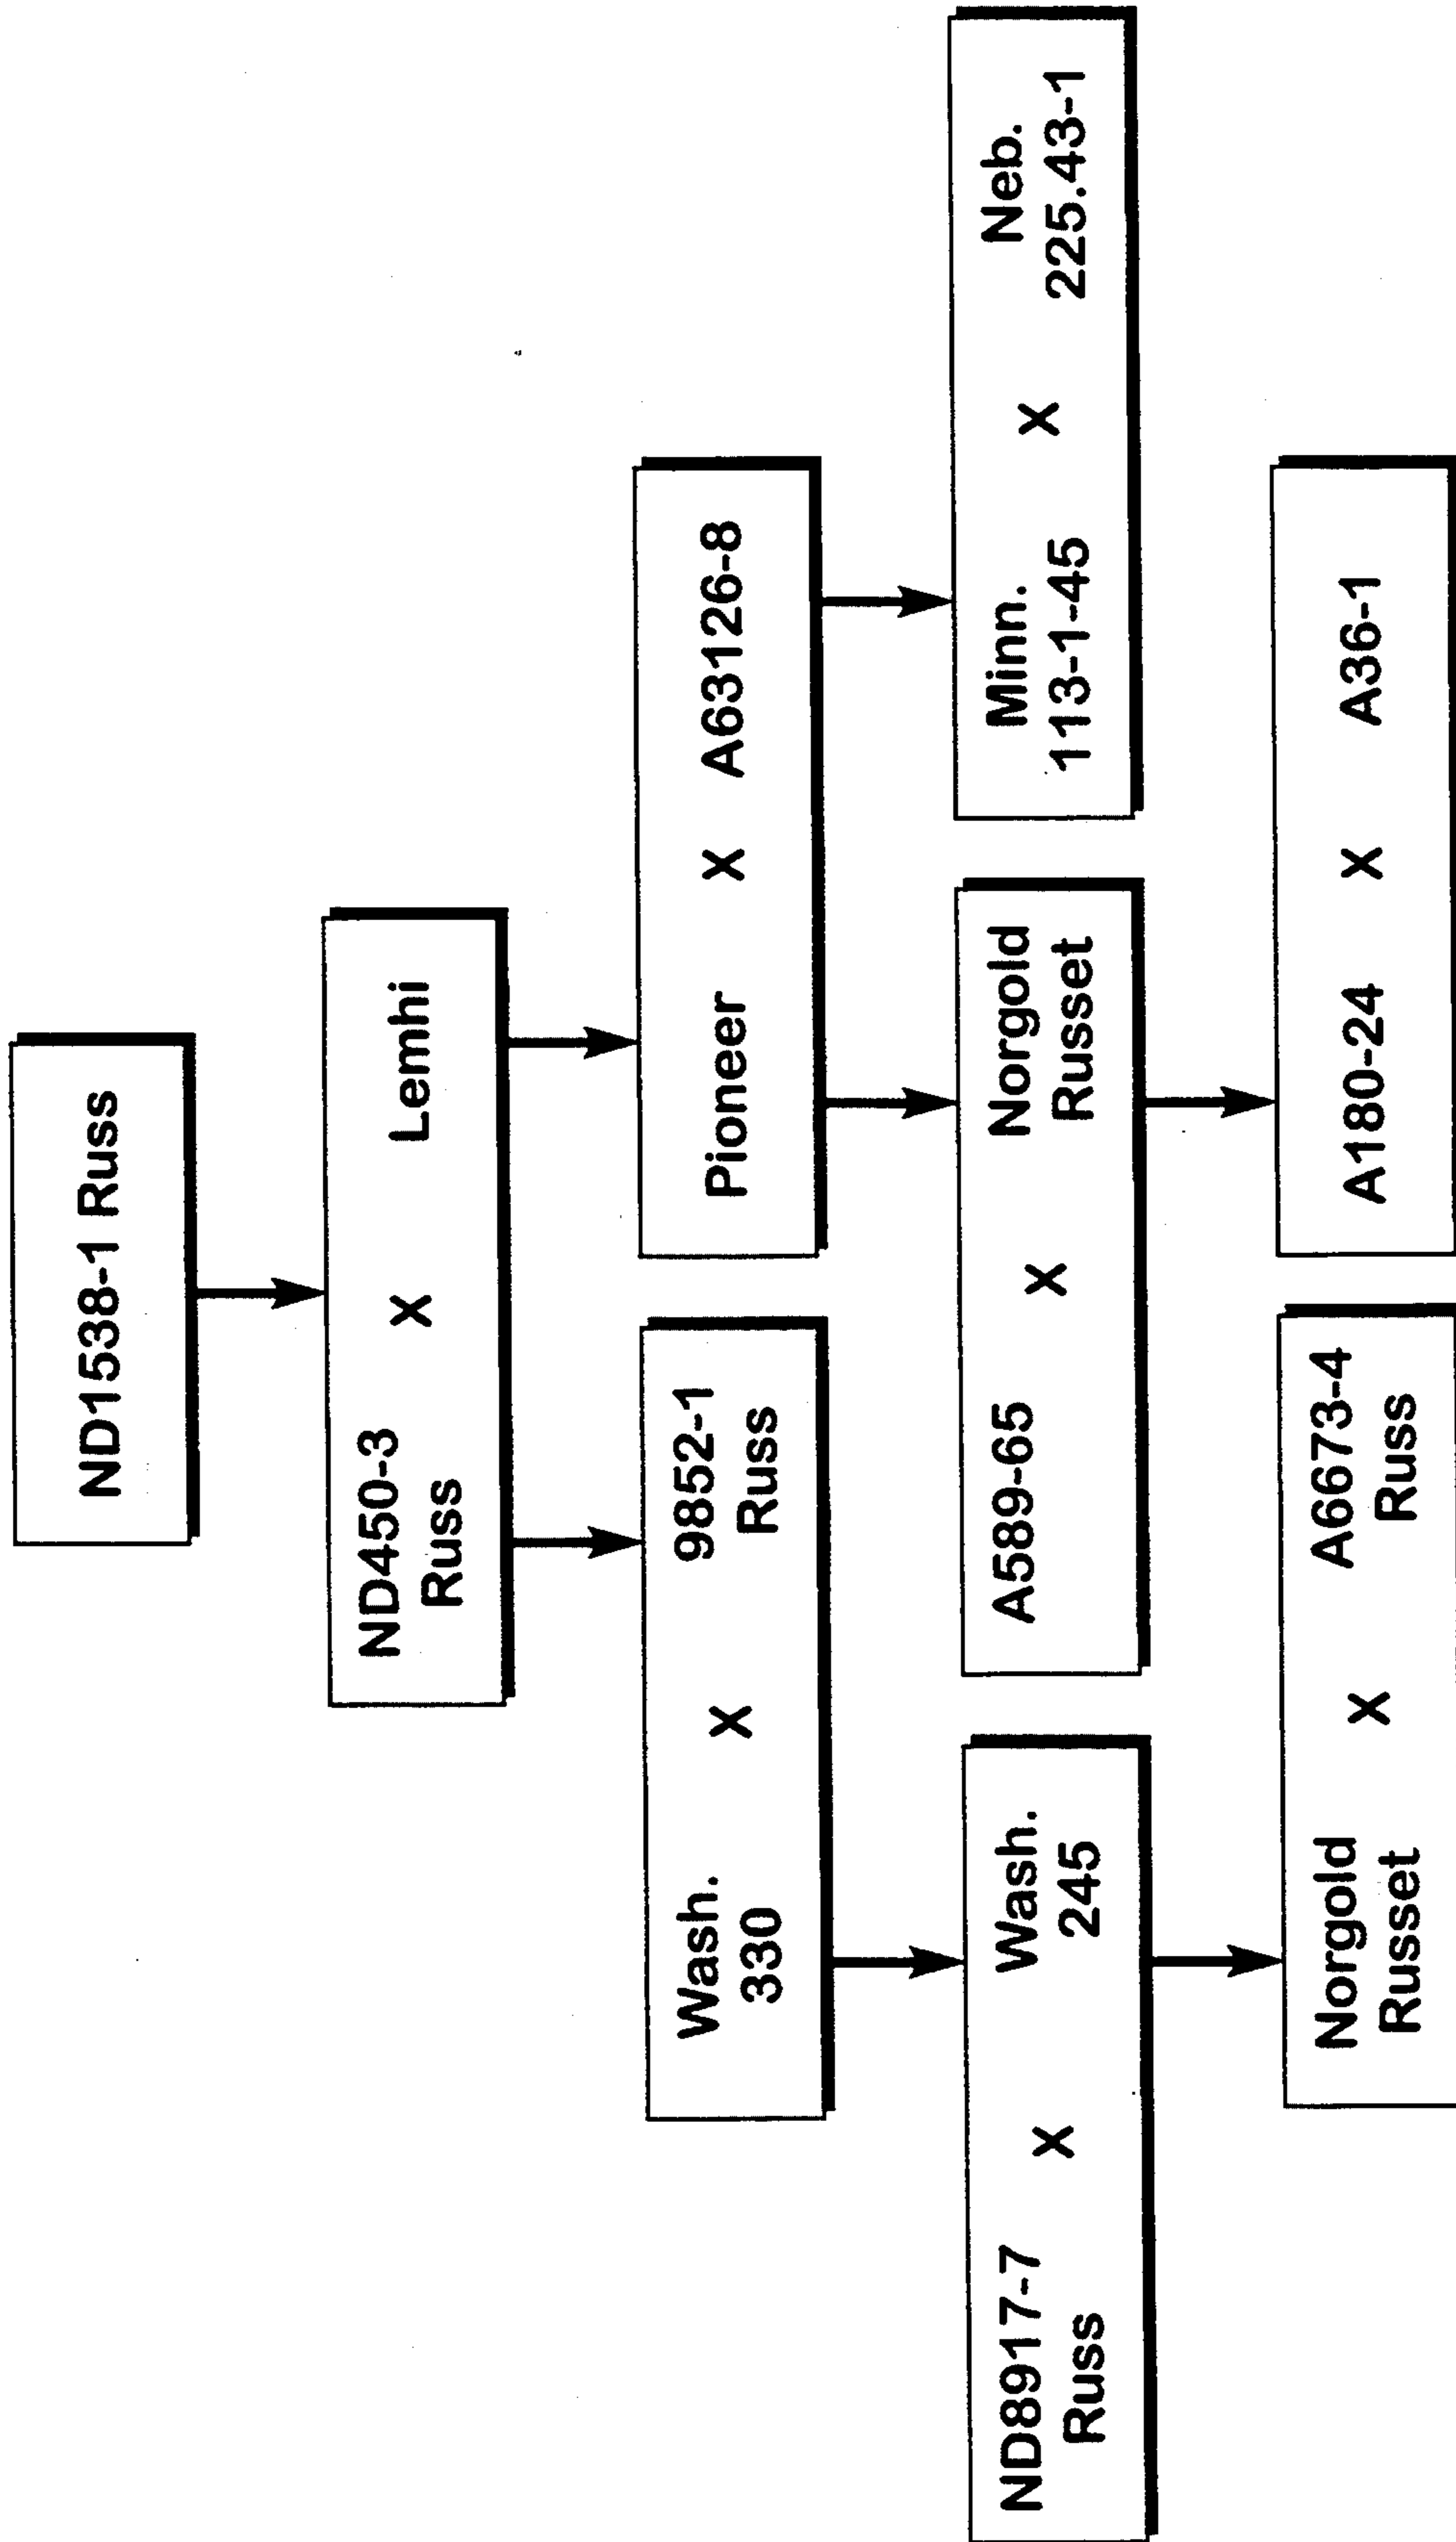 ND1538-1 Russ
ND450-3
Russ
X
Lemhi
Wash.
330
X
9852-1
Russ
Pioneer X A63126-8
ND8917-7
Russ
X
Wash.
245
A589-65
X
Norgold
Russet
Minn.
113-1-45
X
Neb.
225.43-1
Norgold
Russet
X
A6673-4
Russ
A180-24 X A36-1